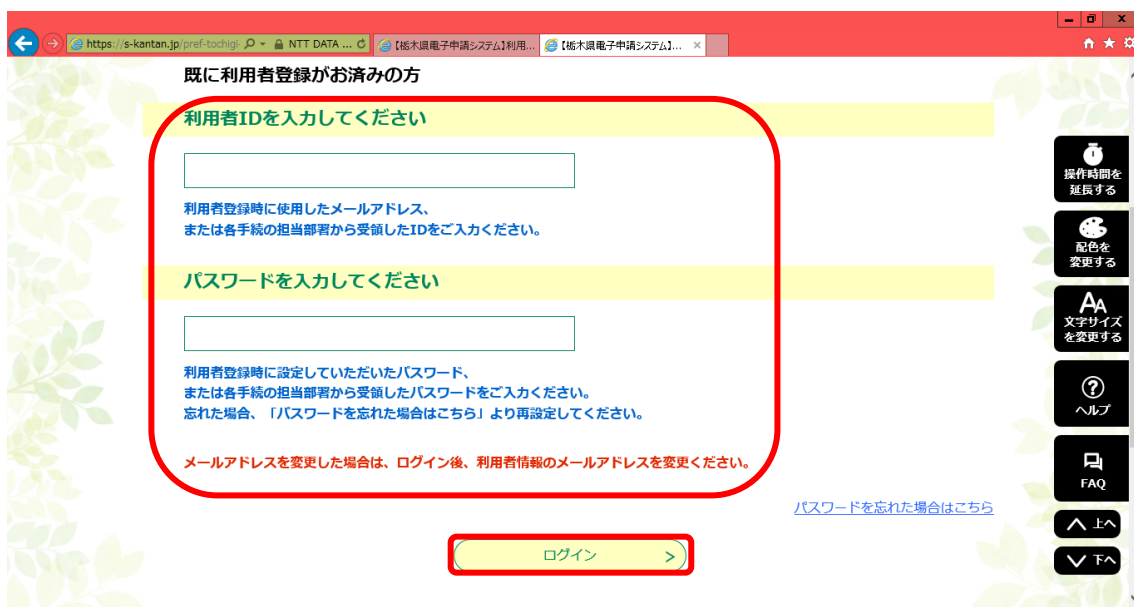 https://s-kantan.jp/pref-tochigi- NTT DATA ... 【栃木県電子申請システム】利用... 【栃木県電子申請システム】...
既に利用者登録がお済みの方
利用者IDを入力してください
利用者登録時に使用したメールアドレス、
または各手続の担当部署から受領したIDをご入力ください。
パスワードを入力してください
利用者登録時に設定していただいたパスワード、
または各手続の担当部署から受領したパスワードをご入力ください。
忘れた場合、「パスワードを忘れた場合はこちら」より再設定してください。
メールアドレスを変更した場合は、ログイン後、利用者情報のメールアドレスを変更ください。
パスワードを忘れた場合はこちら
ログイン
操作時間を
延長する
配色を
変更する
AA
文字サイズ
を変更する
?
ヘルプ
FAQ
上へ
下へ